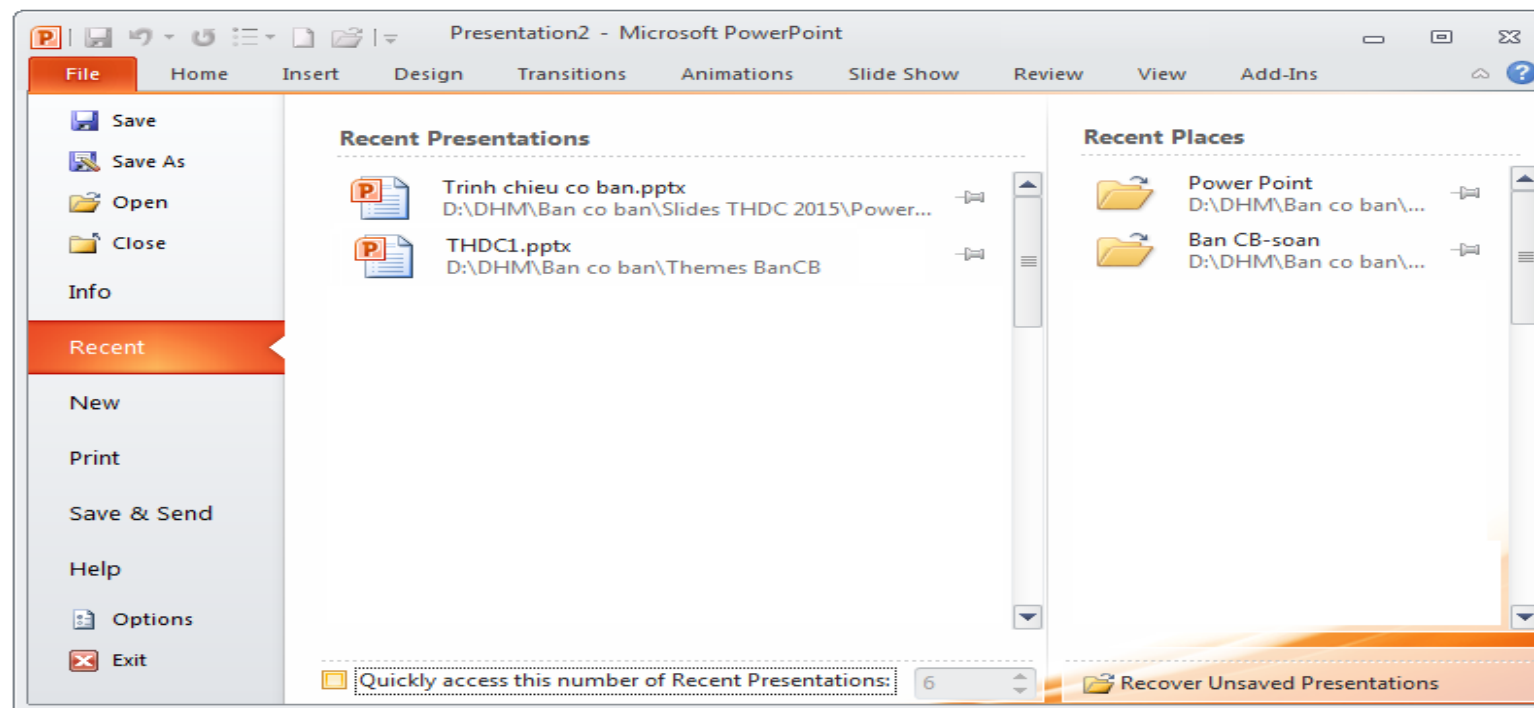 Presentation2 - Microsoft PowerPoint
File Home Insert Design Transitions Animations Slide Show Review View Add-Ins
Save
Save As
Open
Close
Info
Recent
New
Print
Save & Send
Help
Options
Exit
Recent Presentations
Trinh chieu co ban.pptx
D:\DHM\Ban co ban\Slides THDC 2015\Power...
THDC1.pptx
D:\DHM\Ban co ban\Themes BanCB
Quickly access this number of Recent Presentations: 6
Recent Places
Power Point
D:\DHM\Ban co ban\...
Ban CB-soan
D:\DHM\Ban co ban\...
Recover Unsaved Presentations